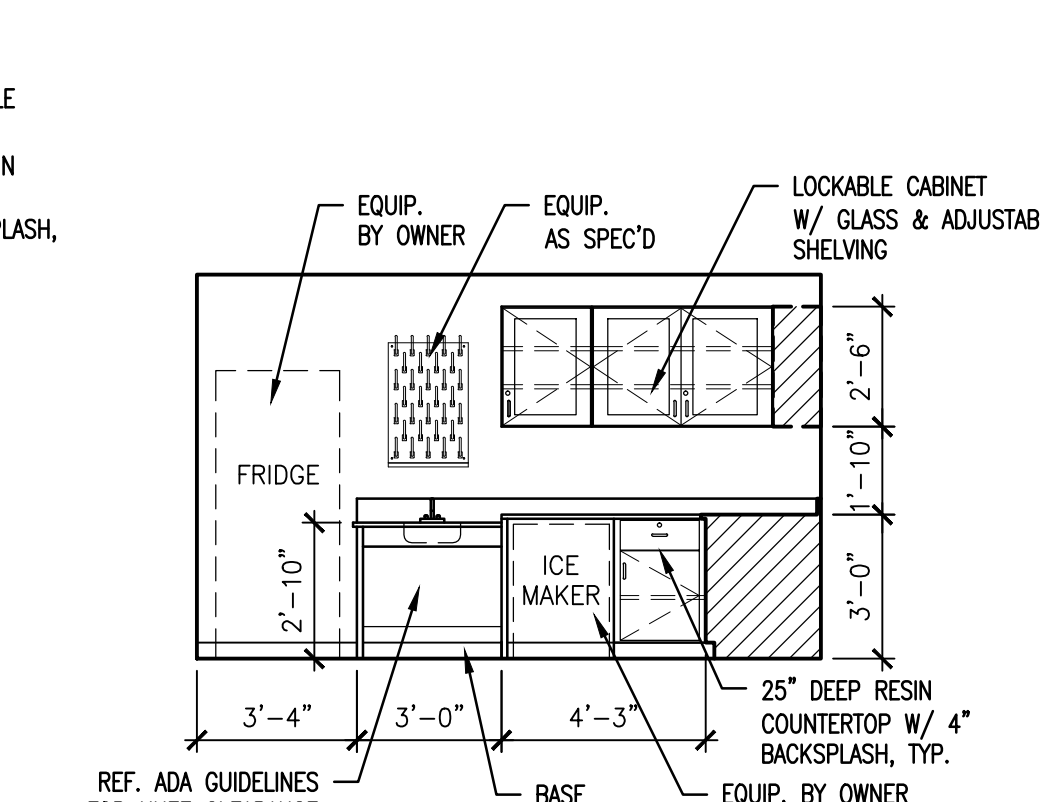 LE
N
PLASH,
EQUIP.
BY OWNER
EQUIP.
AS SPEC'D
LOCKABLE CABINET
W/ GLASS & ADJUSTAB
SHELVING
2'-6"
1'-10"
3'-0"
FRIDGE
2'-10"
ICE
MAKER
3'-4"
3'-0"
4'-3"
25" DEEP RESIN
COUNTERTOP W/ 4"
BACKSPLASH, TYP.
REF. ADA GUIDELINES
BASE
EQUIP. BY OWNER